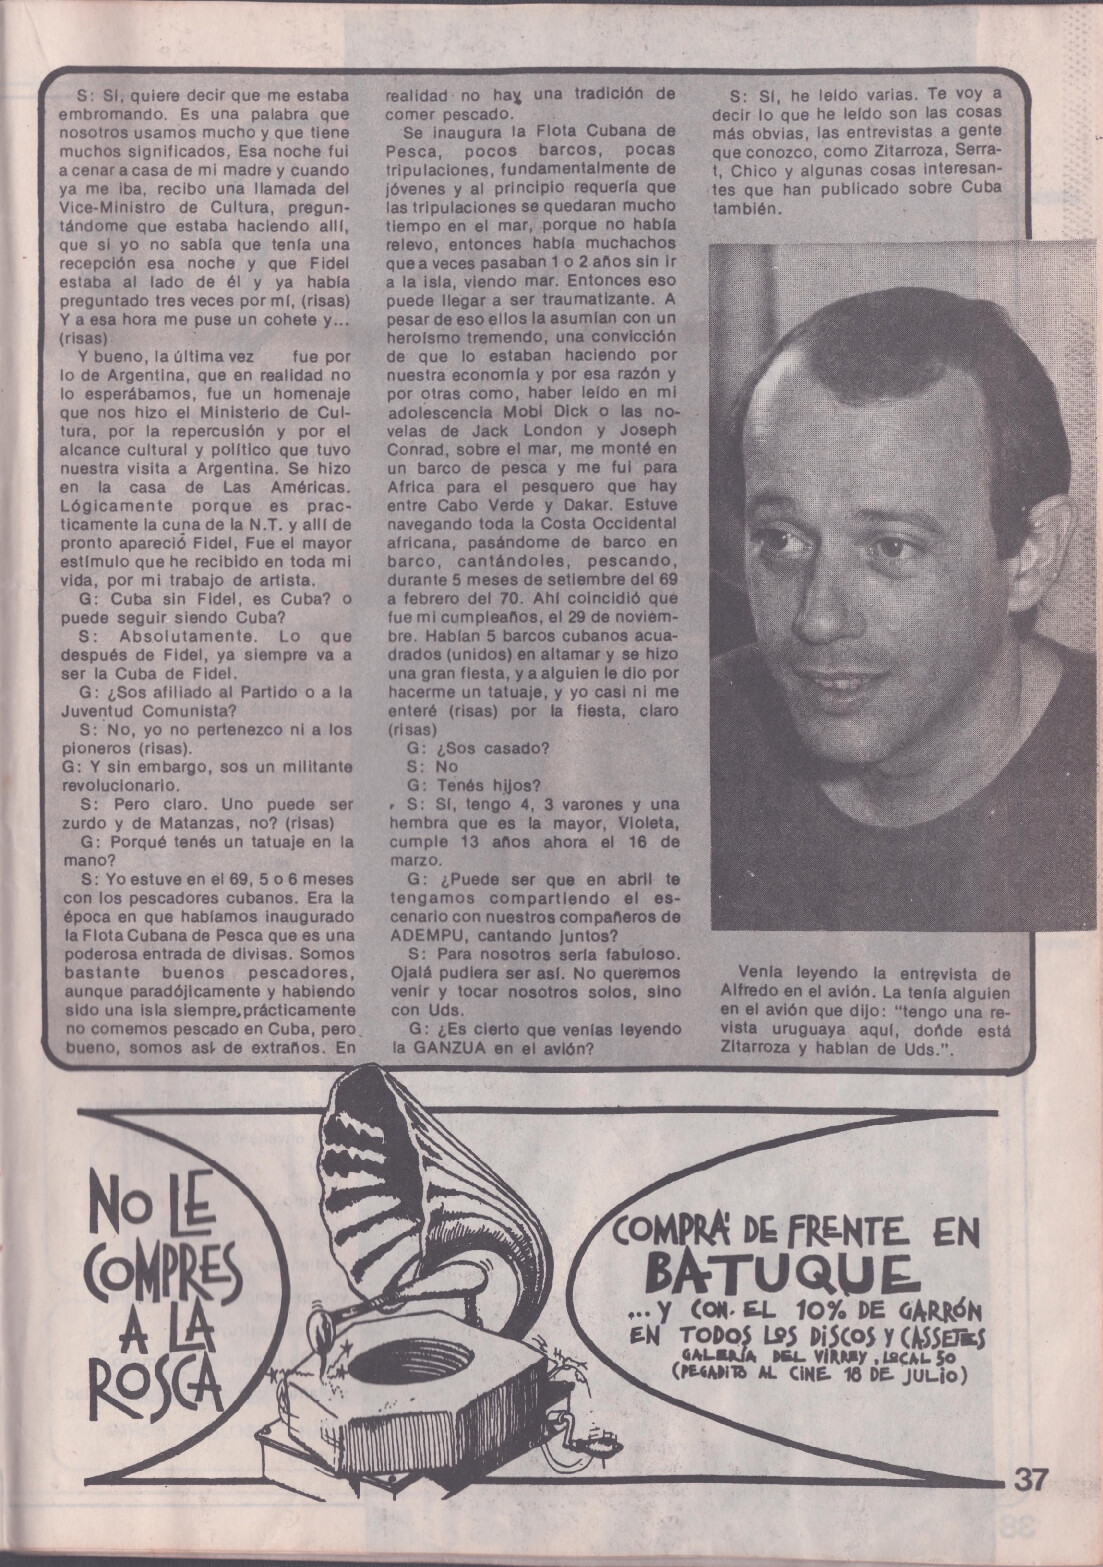 S: Sí, quiere decir que me estaba
embromando. Es una palabra que
nosotros usamos mucho y que tiene
muchos significados, Esa noche fui
a cenar a casa de mi madre y cuando
ya me iba, recibo una llamada del
Vice-Ministro de Cultura, pregun-
tándome que estaba haciendo allí,
que si yo no sabía que tenía una
recepción esa noche y que Fidel
estaba al lado de él y ya había
preguntado tres veces por mí, (risas)
Y a esa hora me puse un cohete y...
(risas)
Y bueno, la última vez fue por
lo de Argentina, que en realidad no
lo esperábamos, fue un homenaje
que nos hizo el Ministerio de Cul-
tura, por la repercusión y por el
alcance cultural y político que tuvo
nuestra visita a Argentina. Se hizo
en la casa de Las Américas.
Lógicamente porque es prac-
ticamente la cuna de la N.T. y allí de
pronto apareció Fidel, Fue el mayor
estímulo que he recibido en toda mi
vida, por mi trabajo de artista.
G: Cuba sin Fidel, es Cuba? o
puede seguir siendo Cuba?
S: Absolutamente. Lo que
después de Fidel, ya siempre va a
ser la Cuba de Fidel.
G: ¿Sos afiliado al Partido o a la
Juventud Comunista?
S: No, yo no pertenezco ni a los
pioneros (risas).
G: Y sin embargo, sos un militante
revolucionario.
S: Pero claro. Uno puede ser
zurdo y de Matanzas, no? (risas)
G: Porqué tenés un tatuaje en la
mano?
S: Yo estuve en el 69, 5 o 6 meses
con los pescadores cubanos. Era la
época en que habíamos inaugurado
la Flota Cubana de Pesca que es una
poderosa entrada de divisas. Somos
bastante buenos pescadores,
aunque paradójicamente y habiendo
sido una isla siempre, prácticamente
no comemos pescado en Cuba, pero
bueno, somos así de extraños. En
realidad no hay una tradición de
comer pescado.
Se inaugura la Flota Cubana de
Pesca, pocos barcos, pocas
tripulaciones, fundamentalmente de
jóvenes y al principio requería que
las tripulaciones se quedaran mucho
tiempo en el mar, porque no había
relevo, entonces había muchachos
que a veces pasaban 1 o 2 años sin ir
a la isla, viendo mar. Entonces eso
puede llegar a ser traumatizante. A
pesar de eso ellos la asumían con un
heroísmo tremendo, una convicción
de que lo estaban haciendo por
nuestra economía y por esa razón y
por otras como, haber leído en mi
adolescencia Mobi Dick o las no-
velas de Jack London y Joseph
Conrad, sobre el mar, me monté en
un barco de pesca y me fui para
Africa para el pesquero que hay
entre Cabo Verde y Dakar. Estuve
navegando toda la Costa Occidental
africana, pasándome de barco en
barco, cantándoles, pescando,
durante 5 meses de setiembre del 69
a febrero del 70. Ahí coincidió que
fue mi cumpleaños, el 29 de noviem-
bre. Habían 5 barcos cubanos acua-
drados (unidos) en altamar y se hizo
una gran fiesta, y a alguien le dio por
hacerme un tatuaje, y yo casi ni me
enteré (risas) por la fiesta, claro
(risas)
G: ¿Sos casado?
S: No
G: Tenés hijos?
S: Sí, tengo 4, 3 varones y una
hembra que es la mayor, Violeta,
cumple 13 años ahora el 16 de
marzo.
G: ¿Puede ser que en abril te
tengamos compartiendo el es-
cenario con nuestros compañeros de
ADEMPU, cantando juntos?
S: Para nosotros sería fabuloso.
Ojalá pudiera ser así. No queremos
venir y tocar nosotros solos, sino
con Uds.
G: ¿Es cierto que venías leyendo
la GANZUA en el avión?
S: Sí, he leído varias. Te voy a
decir lo que he leído son las cosas
más obvias, las entrevistas a gente
que conozco, como Zitarroza, Serra-
t, Chico y algunas cosas interesan-
tes que han publicado sobre Cuba
también.
Venía leyendo la entrevista de
Alfredo en el avión. La tenía alguien
en el avión que dijo: "tengo una re-
vista uruguaya aquí, donde está
Zitarroza y hablan de Uds.".
NO LE
COMPRES
A LA
ROSCA
COMPRÁ DE FRENTE EN
BATUQUE
... Y CON EL 10% DE GARRÓN
EN TODOS LOS DISCOS Y CASSETES
GALERÍA DEL VIRREY, LOCAL 50
(PEGADITO AL CINE 18 DE JULIO)
37